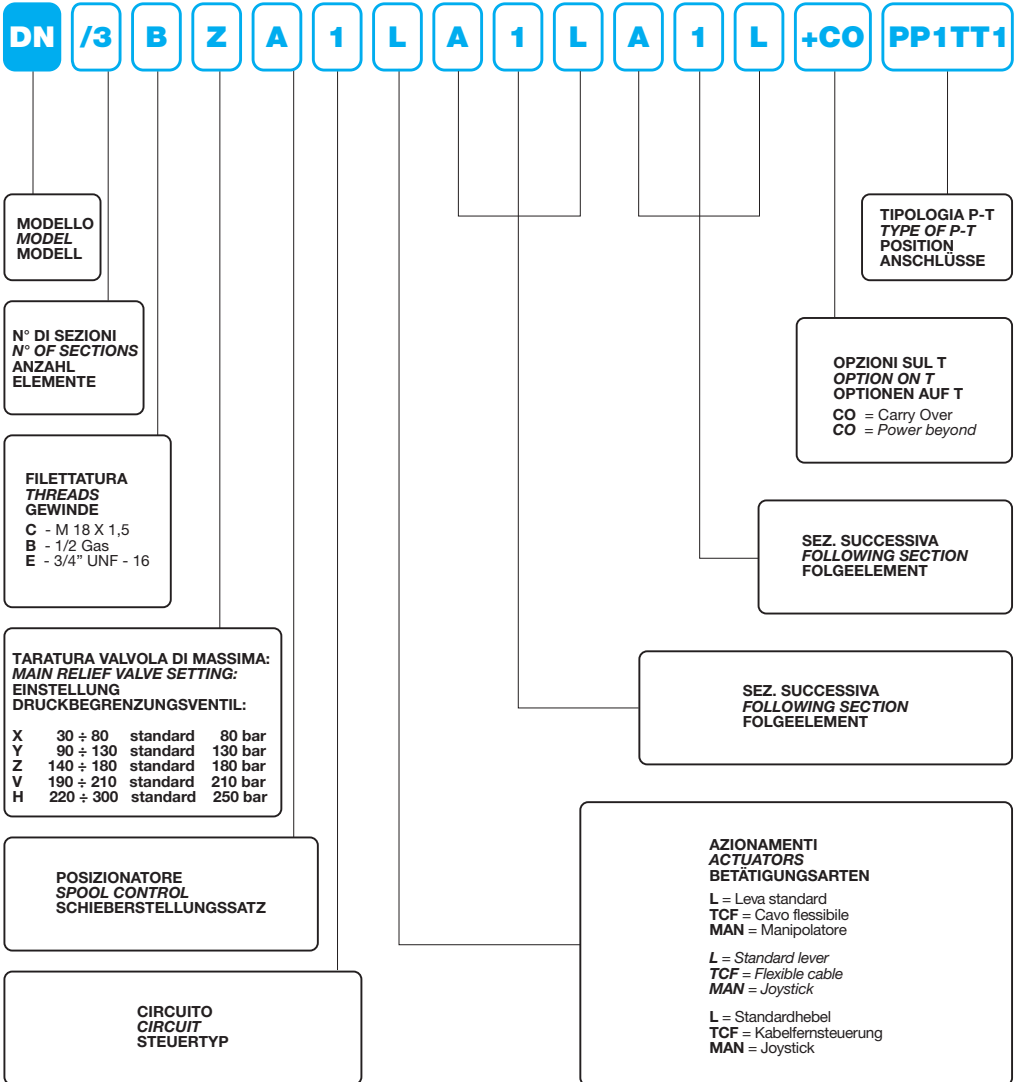 DN /3 B Z A 1 L A 1 L A 1 L +CO PP1TT1
MODELLO
MODEL
MODELL
TIPOLOGIA P-T
TYPE OF P-T
POSITION
ANSCHLÜSSE
N° DI SEZIONI
N° OF SECTIONS
ANZAHL
ELEMENTE
OPZIONI SUL T
OPTION ON T
OPTIONEN AUF T
CO = Carry Over
CO = Power beyond
FILETTATURA
THREADS
GEWINDE
C - M 18 X 1,5
B - 1/2 Gas
E - 3/4” UNF - 16
SEZ. SUCCESSIVA
FOLLOWING SECTION
FOLGEELEMENT
TARATURA VALVOLA DI MASSIMA:
MAIN RELIEF VALVE SETTING:
EINSTELLUNG
DRUCKBEGRENZUNGSVENTIL:
X 30 ÷ 80 standard 80 bar
Y 90 ÷ 130 standard 130 bar
Z 140 ÷ 180 standard 180 bar
V 190 ÷ 210 standard 210 bar
H 220 ÷ 300 standard 250 bar
SEZ. SUCCESSIVA
FOLLOWING SECTION
FOLGEELEMENT
POSIZIONATORE
SPOOL CONTROL
SCHIEBERSTELLUNGSSATZ
AZIONAMENTI
ACTUATORS
BETÄTIGUNGSARTEN
L = Leva standard
TCF = Cavo flessibile
MAN = Manipolatore
L = Standard lever
TCF = Flexible cable
MAN = Joystick
L = Standardhebel
TCF = Kabelfernsteuerung
MAN = Joystick
CIRCUITO
CIRCUIT
STEUERTYP